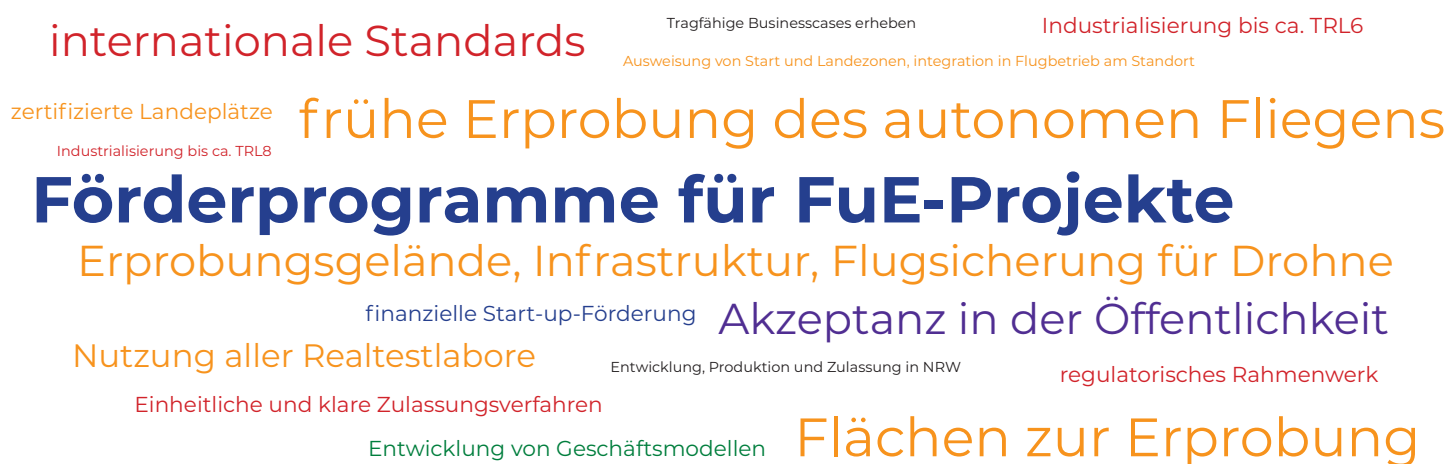 internationale Standards
Tragfähige Businesscases erheben
Industrialisierung bis ca. TRL6
Ausweisung von Start und Landezonen, integration in Flugbetrieb am Standort
zertifizierte Landeplätze
frühe Erprobung des autonomen Fliegens
Industrialisierung bis ca. TRL8
Förderprogramme für FuE-Projekte
Erprobungsgelände, Infrastruktur, Flugsicherung für Drohne
finanzielle Start-up-Förderung
Akzeptanz in der Öffentlichkeit
Nutzung aller Realtestlabore
Entwicklung, Produktion und Zulassung in NRW
regulatorisches Rahmenwerk
Einheitliche und klare Zulassungsverfahren
Entwicklung von Geschäftsmodellen
Flächen zur Erprobung